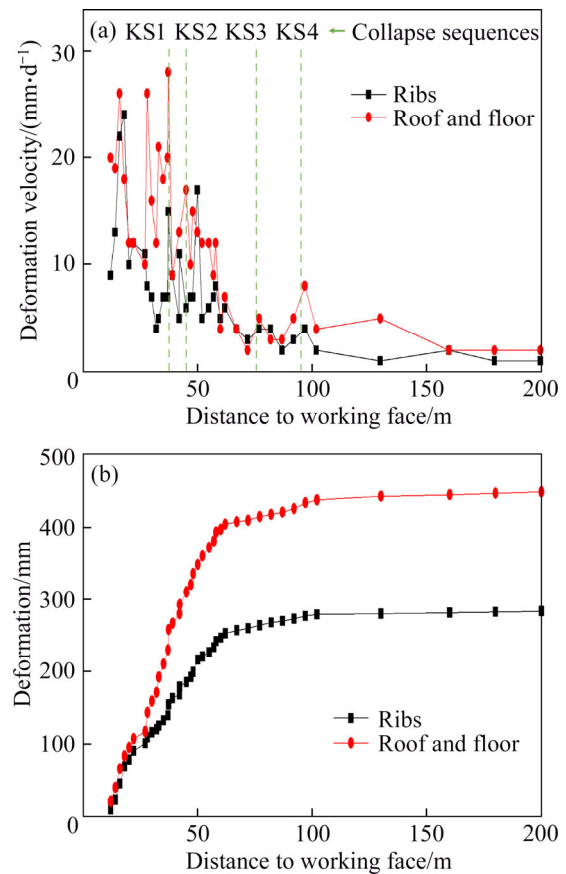 (a) KS1 KS2 KS3 KS4 ← Collapse sequences
30
Ribs
Roof and floor
20
10
0
Deformation velocity/(mm·d⁻¹)
50 100 150 200
Distance to working face/m
500
(b)
400
300
200
Ribs
Roof and floor
100
0
Deformation/mm
50 100 150 200
Distance to working face/m